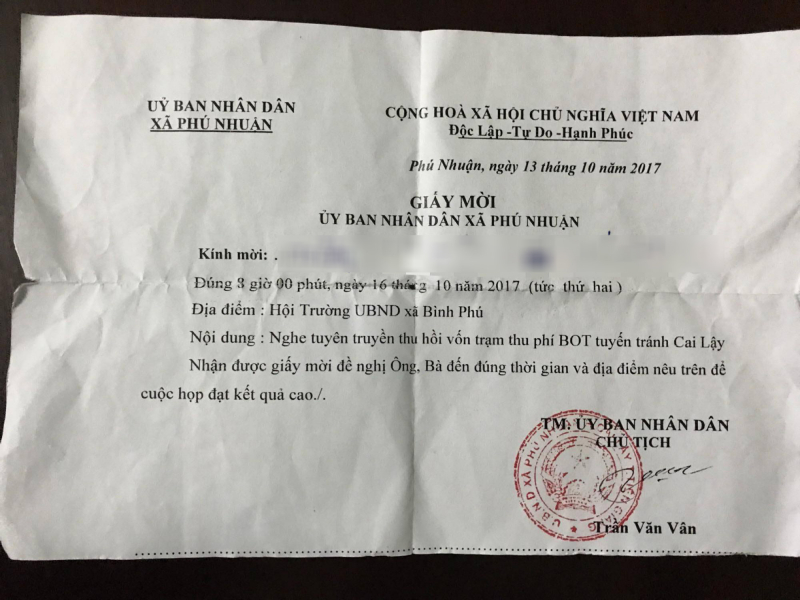 UỶ BAN NHÂN DÂN
XÃ PHÚ NHUẬN
CỘNG HOÀ XÃ HỘI CHỦ NGHĨA VIỆT NAM
Độc Lập -Tự Do -Hạnh Phúc
Phú Nhuận, ngày 13 tháng 10 năm 2017
GIẤY MỜI
ỦY BAN NHÂN DÂN XÃ PHÚ NHUẬN
Kính mời: .
Đúng 8 giờ 00 phút, ngày 16 tháng 10 năm 2017 (tức thứ hai )
Địa điểm : Hội Trường UBND xã Bình Phú
Nội dung : Nghe tuyên truyền thu hồi vốn trạm thu phí BOT tuyến tránh Cai Lậy
Nhận được giấy mời đề nghị Ông, Bà đến đúng thời gian và địa điểm nêu trên để
cuộc họp đạt kết quả cao./.
TM. ỦY BAN NHÂN DÂN
CHỦ TỊCH
U.B.N.D XÃ PHÚ
Trần Văn Vân